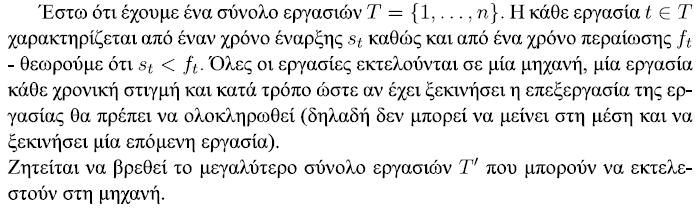 Έστω ότι έχουμε ένα σύνολο εργασιών T = {1, . . . , n}. Η κάθε εργασία t ∈ T
χαρακτηρίζεται από έναν χρόνο έναρξης s_t καθώς και από ένα χρόνο περαίωσης f_t
- θεωρούμε ότι s_t < f_t. Όλες οι εργασίες εκτελούνται σε μία μηχανή, μία εργασία
κάθε χρονική στιγμή και κατά τρόπο ώστε αν έχει ξεκινήσει η επεξεργασία της ερ-
γασίας θα πρέπει να ολοκληρωθεί (δηλαδή δεν μπορεί να μείνει στη μέση και να
ξεκινήσει μία επόμενη εργασία).
Ζητείται να βρεθεί το μεγαλύτερο σύνολο εργασιών T′ που μπορούν να εκτελε-
στούν στη μηχανή.